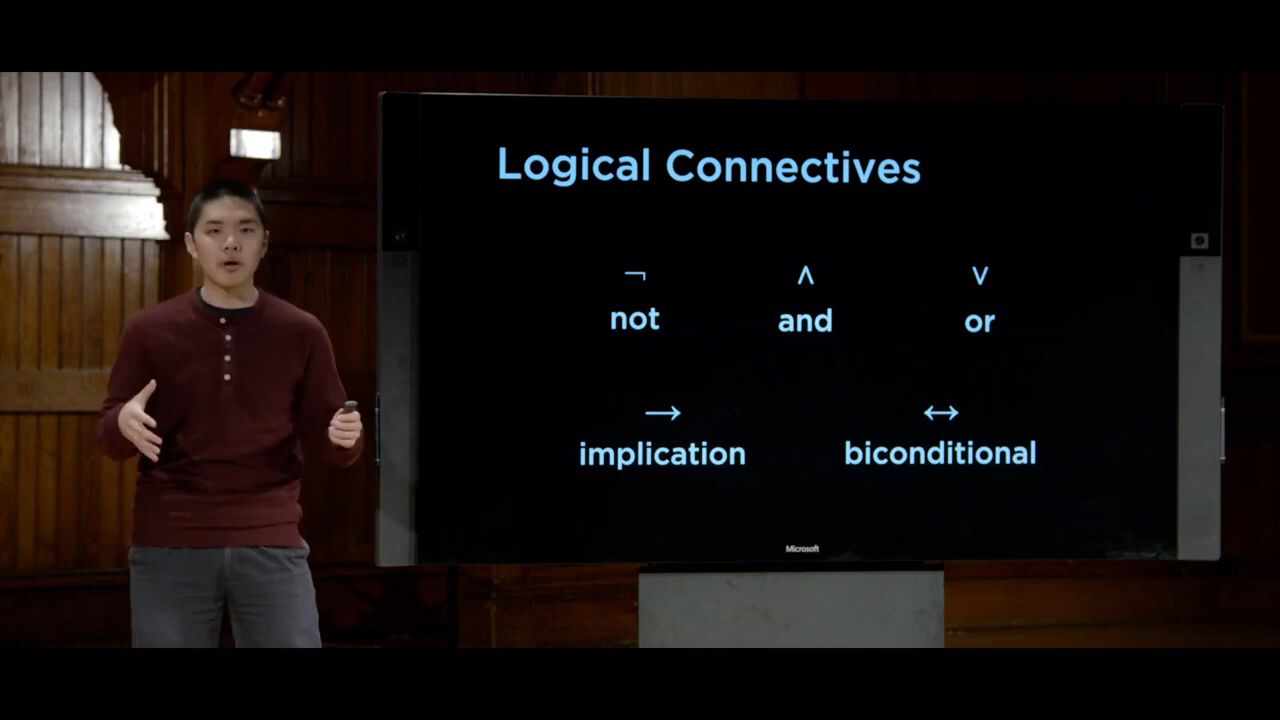 Logical Connectives
¬ ∧ ∨
not and or
→ ↔
implication biconditional
Microsoft